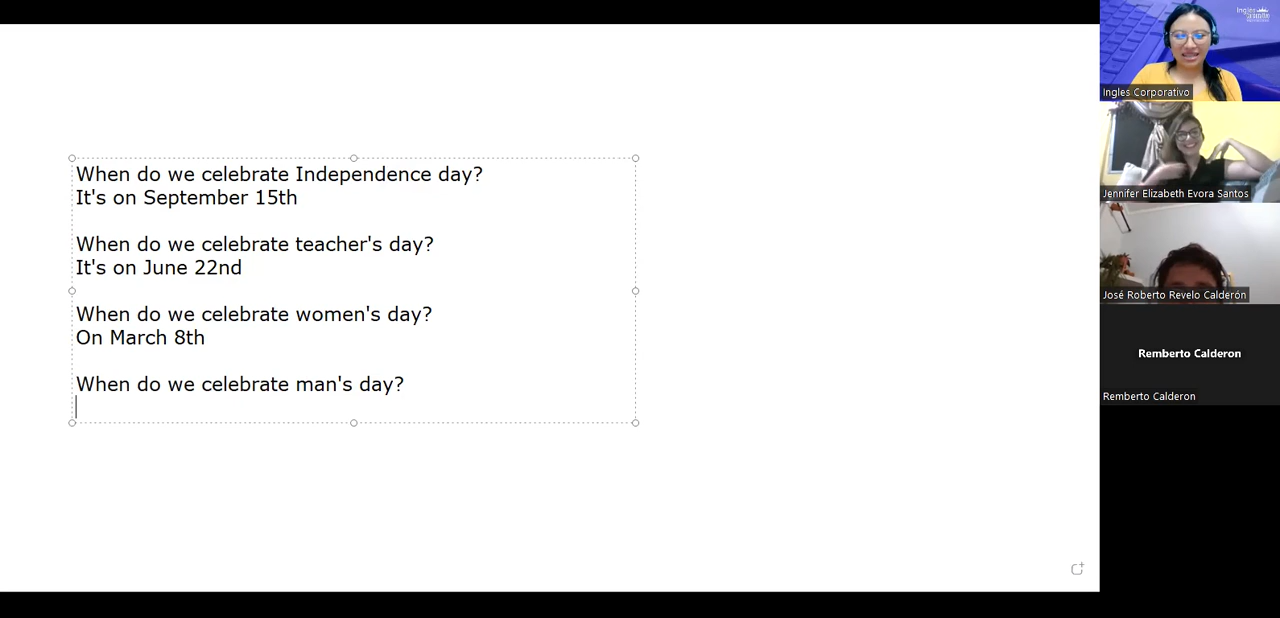 When do we celebrate Independence day?
It's on September 15th
When do we celebrate teacher's day?
It's on June 22nd
When do we celebrate women's day?
On March 8th
When do we celebrate man's day?
Ingles Corporativo
Jennifer Elizabeth Evora Santos
José Roberto Revelo Calderón
Remberto Calderon
Remberto Calderon